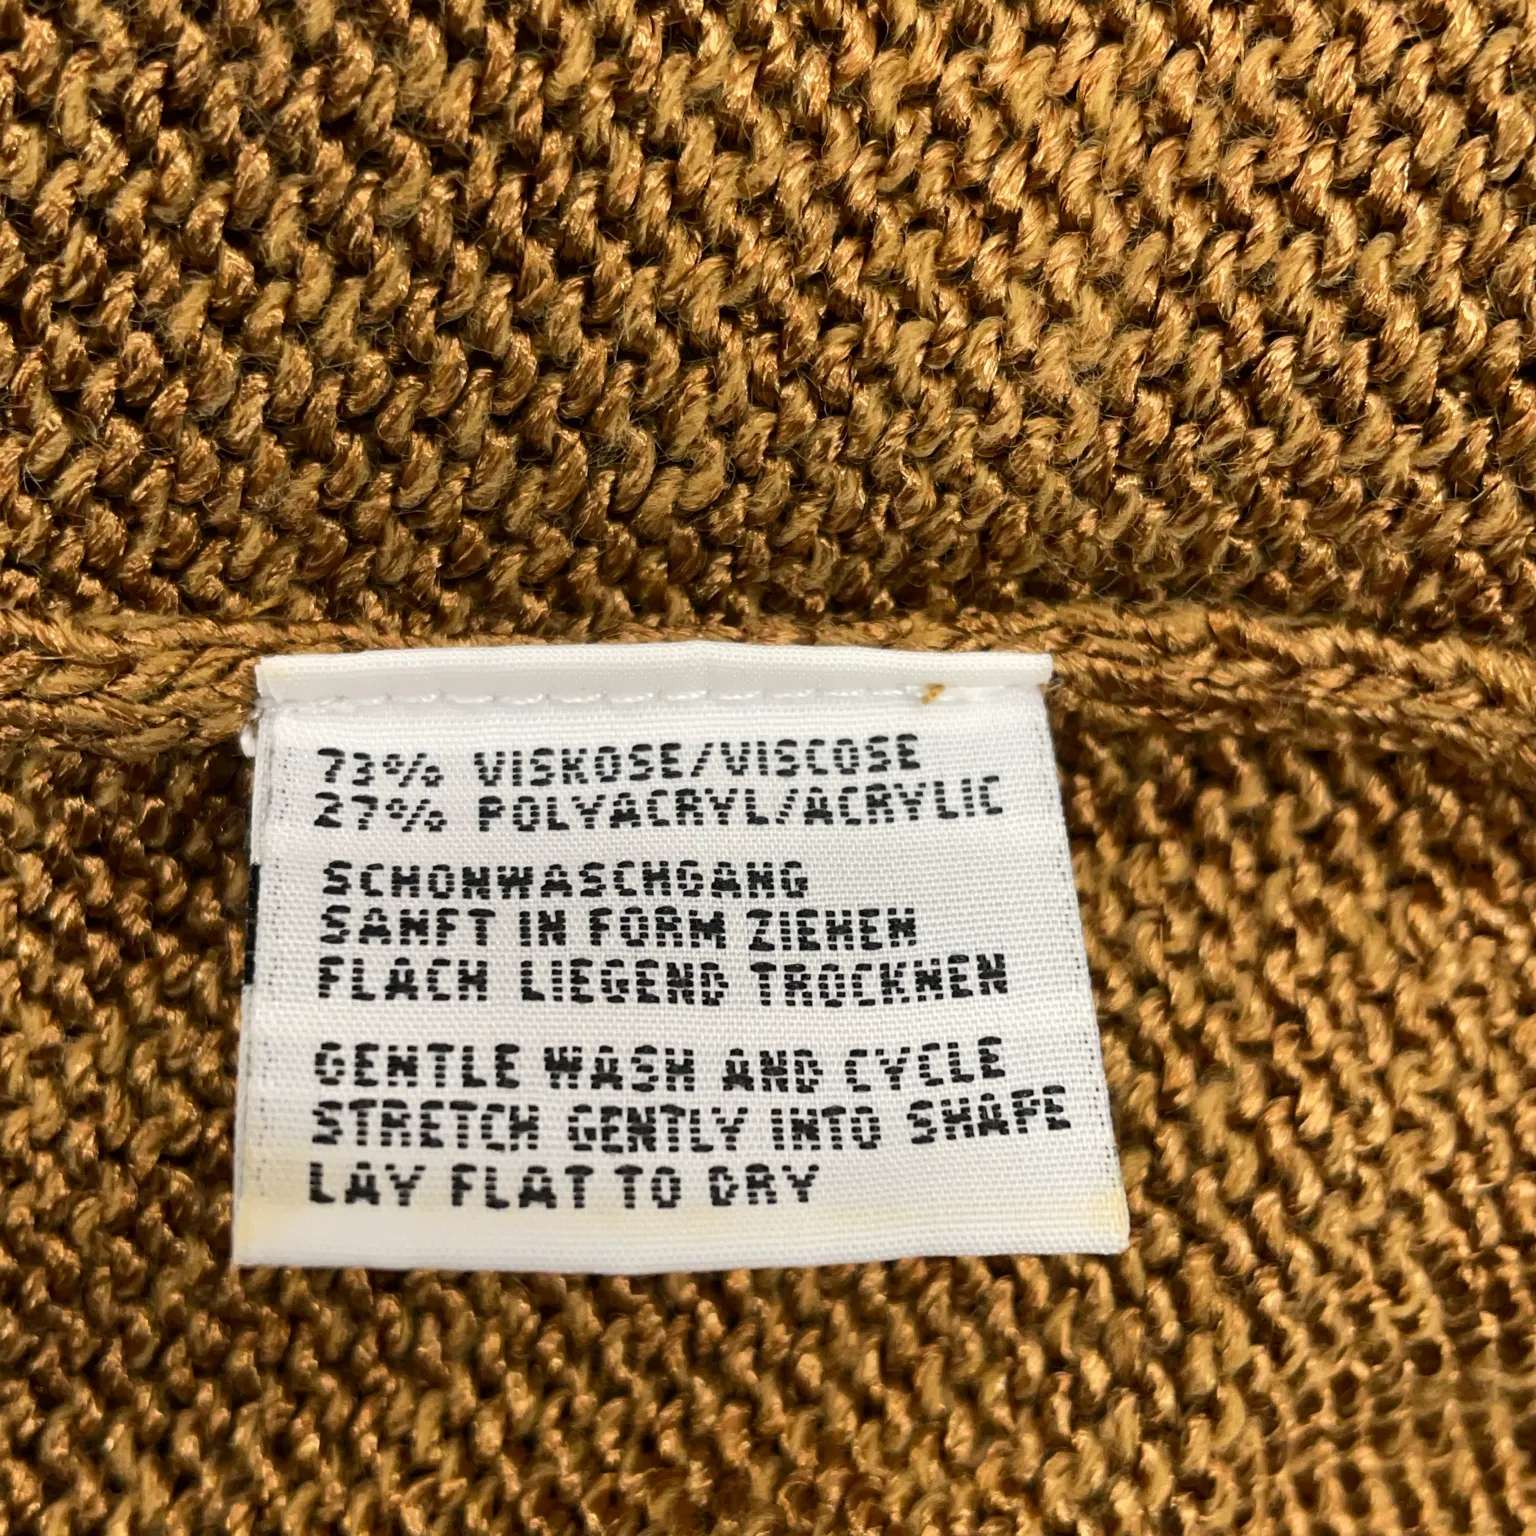 73% VISKOSE/VISCOSE
27% POLYACRYL/ACRYLIC
SCHONWASCHGANG
SANFT IN FORM ZIEHEN
FLACH LIEGEND TROCKNEN
GENTLE WASH AND CYCLE
STRETCH GENTLY INTO SHAPE
LAY FLAT TO DRY